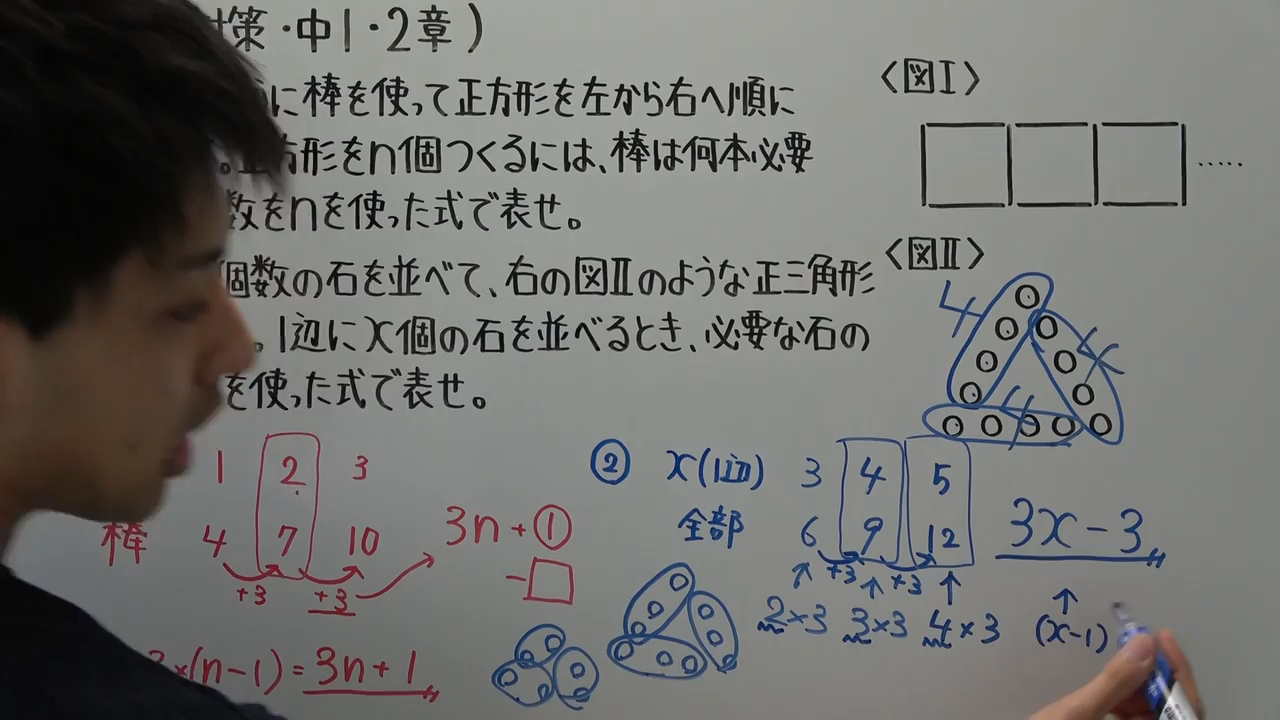 策・中1・2章)
に棒を使って正方形を左から右へ順に
。正方形をn個つくるには、棒は何本必要
数をnを使った式で表せ。
個数の石を並べて、右の図Ⅱのような正三角形
。1辺にx個の石を並べるとき、必要な石の
を使った式で表せ。
〈図Ⅰ〉
・・・・・
〈図Ⅱ〉
4
4
4
1 2 3
棒 4 7 10
+3 +3
3n+①
-□
×(n-1)=3n+1
② x(1辺) 3 4 5
全部 6 9 12
+3 +3
3x-3
2×3 3×3 4×3
(x-1)